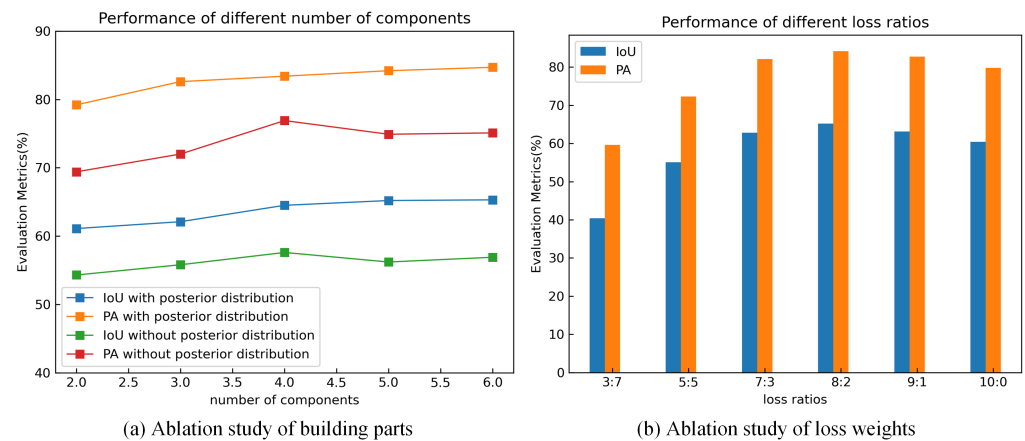 Performance of different number of components
90
80
70
60
50
40
Evaluation Metrics(%)
IoU with posterior distribution
PA with posterior distribution
IoU without posterior distribution
PA without posterior distribution
2.0 2.5 3.0 3.5 4.0 4.5 5.0 5.5 6.0
number of components
(a) Ablation study of building parts
Performance of different loss ratios
IoU
PA
80
70
60
50
40
30
20
10
0
Evaluation Metrics(%)
3:7 5:5 7:3 8:2 9:1 10:0
loss ratios
(b) Ablation study of loss weights